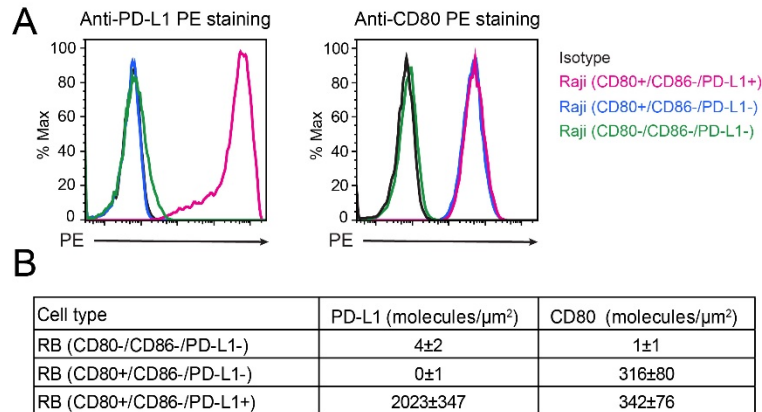 A
Anti-PD-L1 PE staining
Anti-CD80 PE staining
% Max
100
80
60
40
20
0
PE
% Max
100
80
60
40
20
0
PE
Isotype
Raji (CD80+/CD86-/PD-L1+)
Raji (CD80+/CD86-/PD-L1-)
Raji (CD80-/CD86-/PD-L1-)
B
Cell type PD-L1 (molecules/µm²) CD80 (molecules/µm²)
RB (CD80-/CD86-/PD-L1-) 4±2 1±1
RB (CD80+/CD86-/PD-L1-) 0±1 316±80
RB (CD80+/CD86-/PD-L1+) 2023±347 342±76